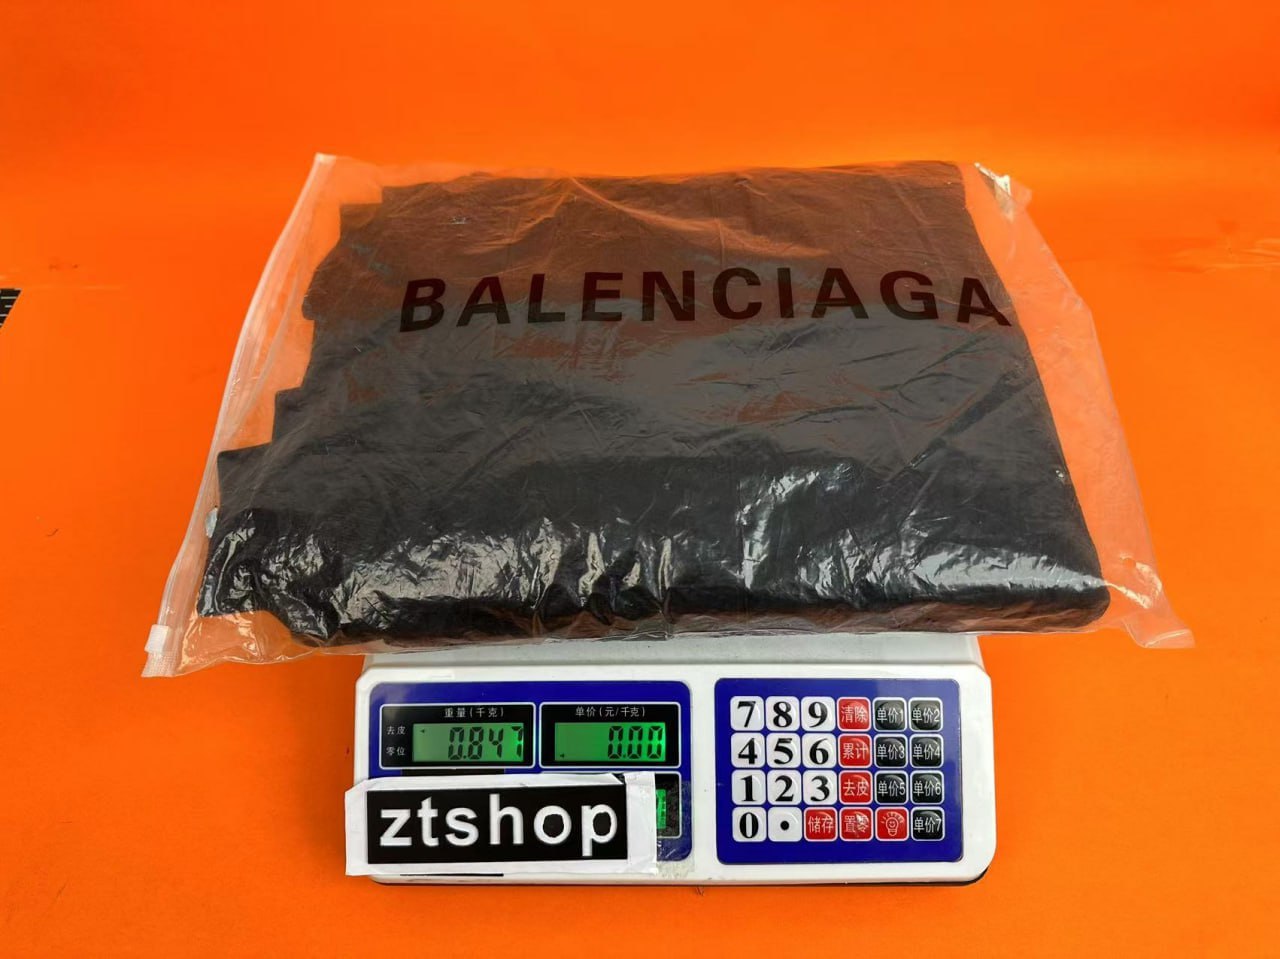 BALENCIAGA
重量(千克)
单价(元/千克)
去皮
零位
0.847
0.00
7 8 9 清除 单价1 单价2
4 5 6 累计 单价3 单价4
1 2 3 去皮 单价5 单价6
0 . 储存 置零 单价7
ztshop